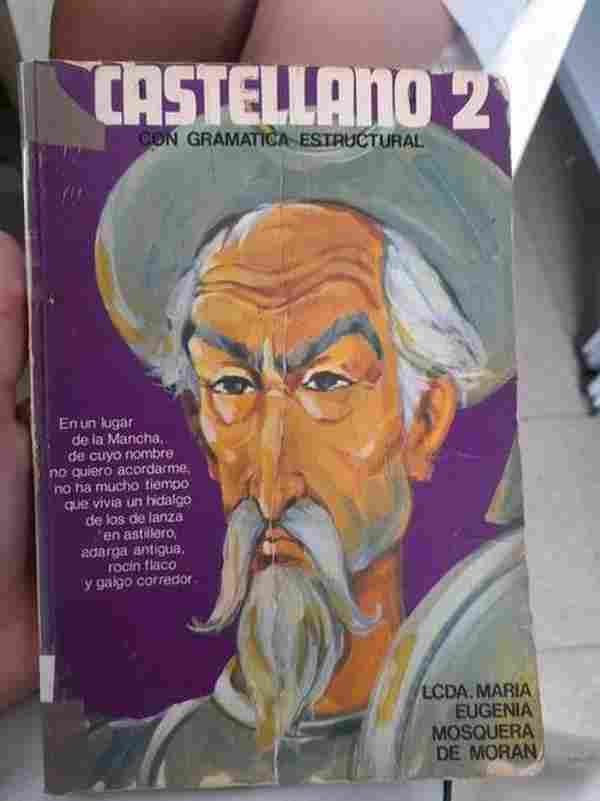 CASTELLANO 2
CON GRAMATICA ESTRUCTURAL
En un lugar
de la Mancha,
de cuyo nombre
no quiero acordarme,
no ha mucho tiempo
que vivia un hidalgo
de los de lanza
en astillero,
adarga antigua,
rocín flaco
y galgo corredor.
LCDA. MARIA
EUGENIA
MOSQUERA
DE MORAN